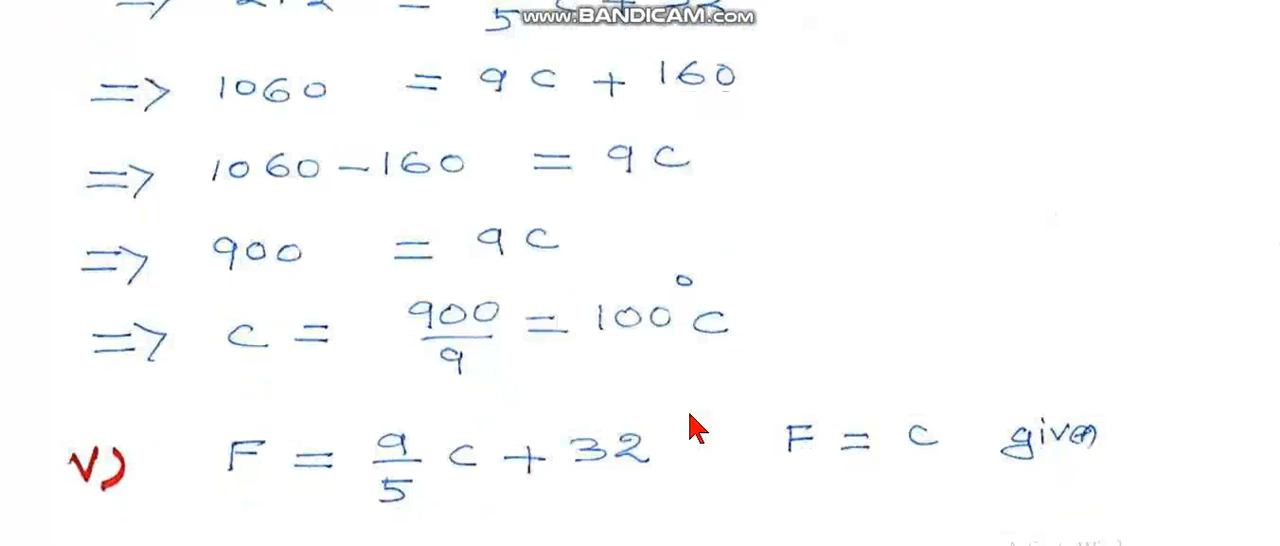 www.BANDICAM.com
=> 1060 = 9C + 160
=> 1060 - 160 = 9C
=> 900 = 9C
=> C = 900/9 = 100°C
V) F = 9/5 C + 32 F = C given